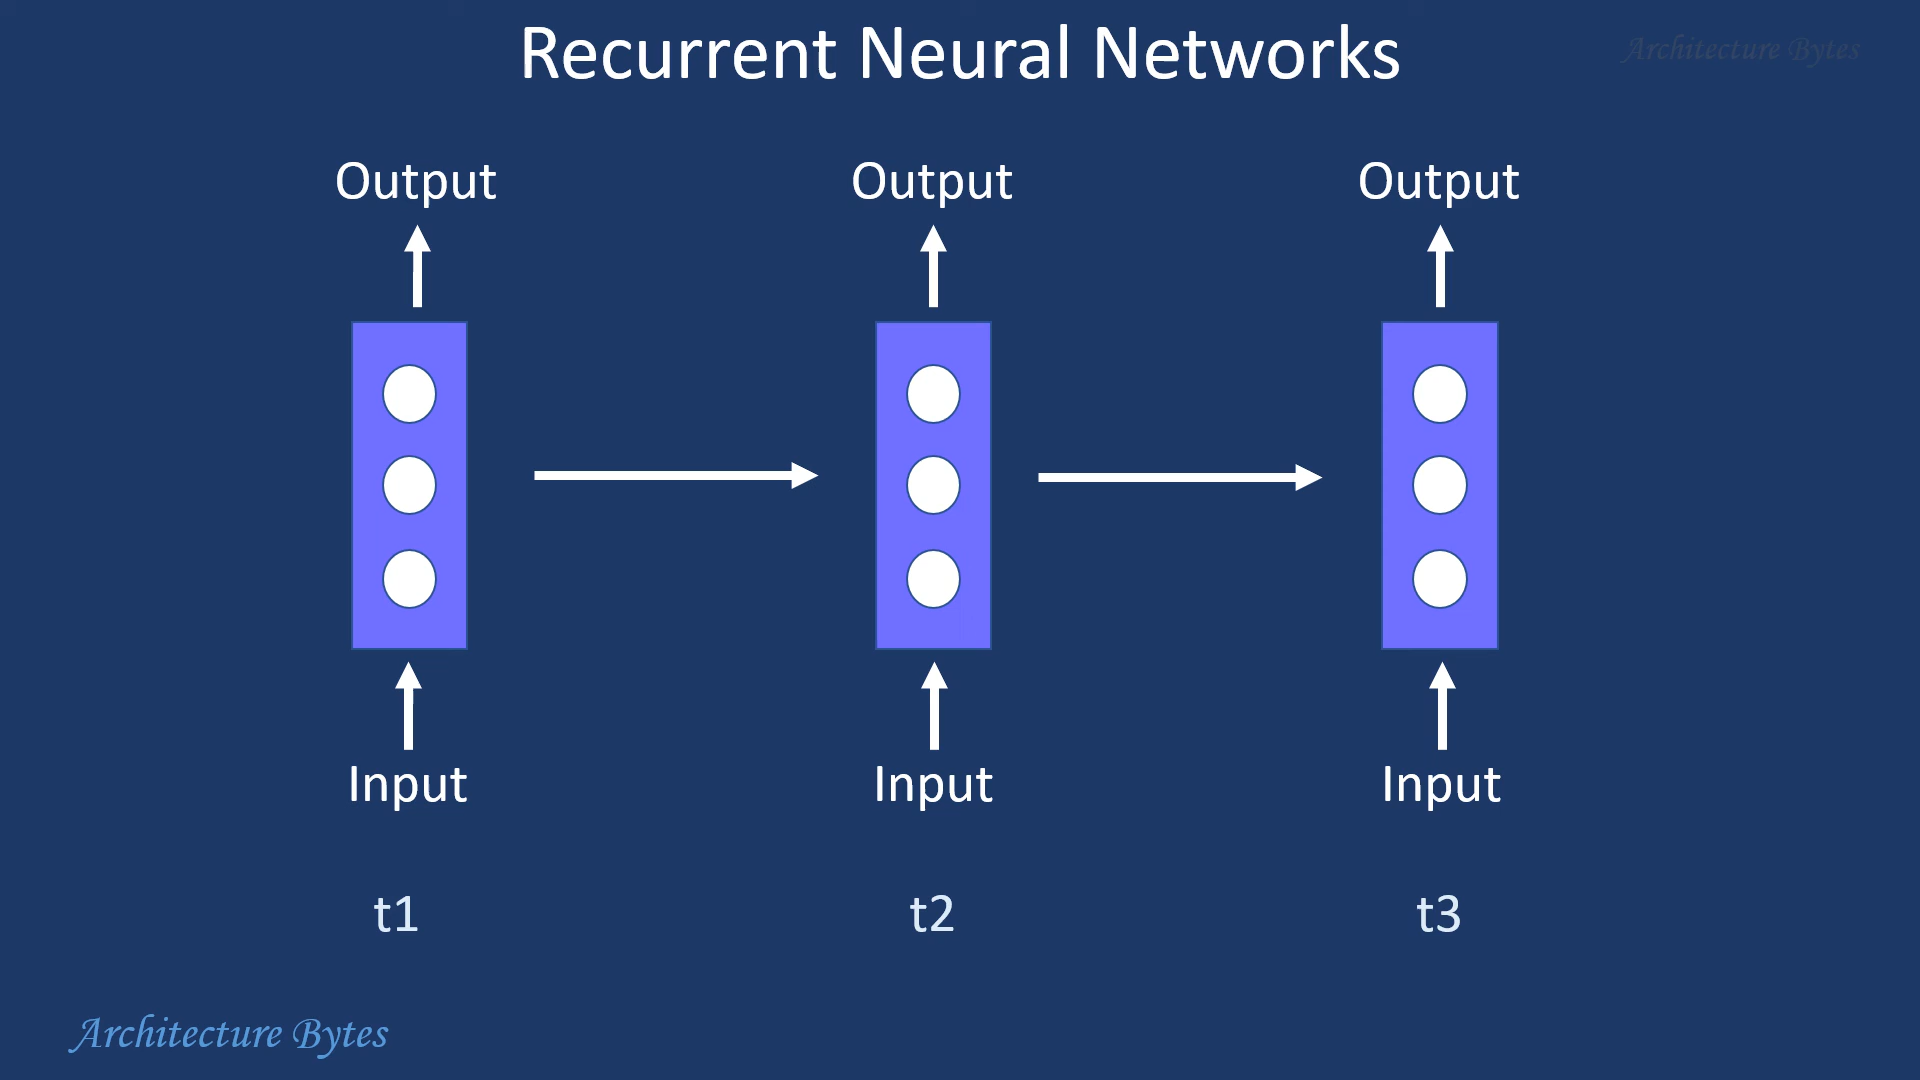 Recurrent Neural Networks
Architecture Bytes
Output Output Output
Input Input Input
t1 t2 t3
Architecture Bytes